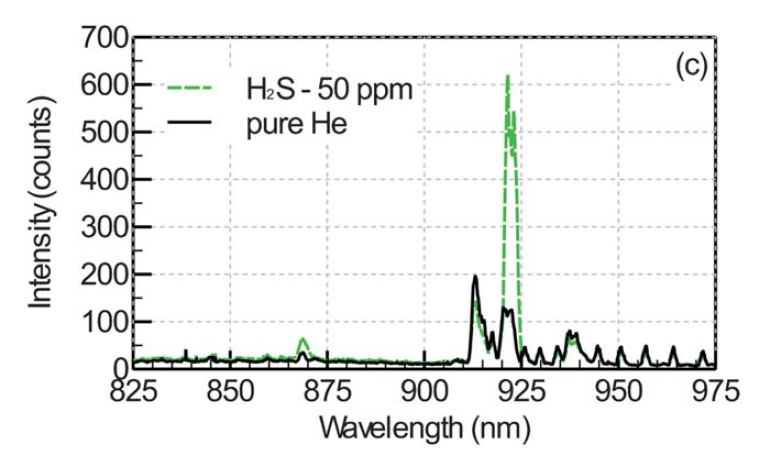 700
(c)
600
H₂S - 50 ppm
500
pure He
400
300
200
100
0
825 850 875 900 925 950 975
Wavelength (nm)
Intensity (counts)